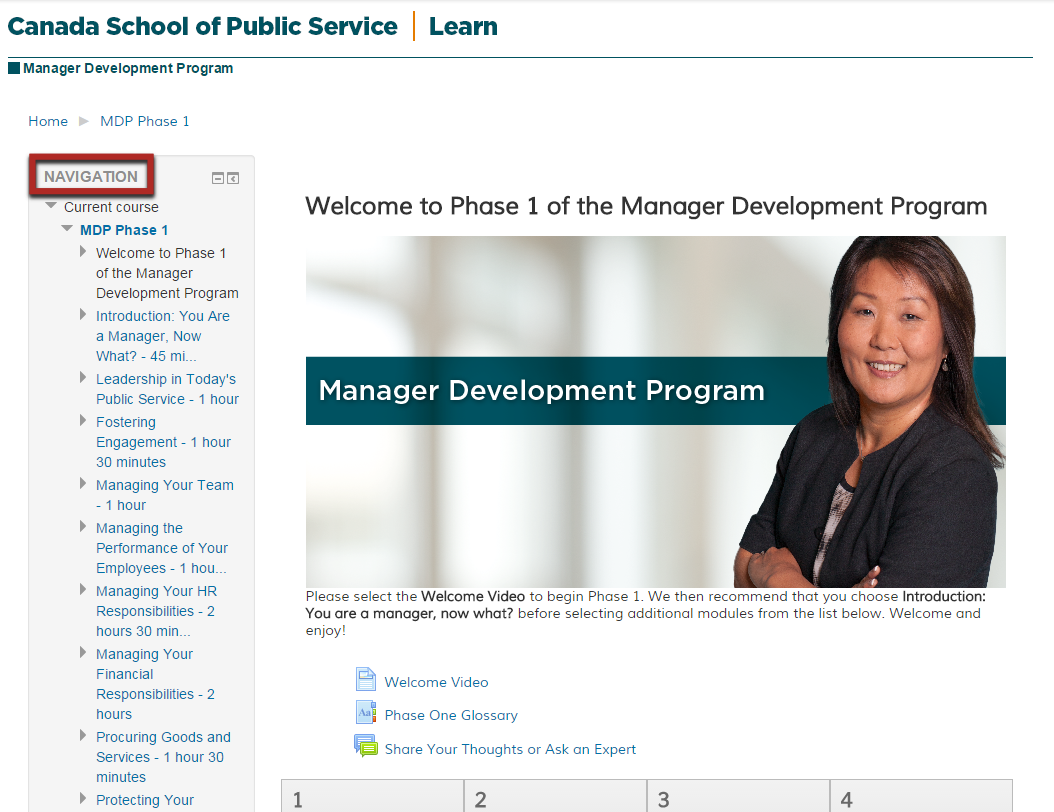 Canada School of Public Service | Learn
Manager Development Program
Home MDP Phase 1
NAVIGATION
Current course
MDP Phase 1
Welcome to Phase 1
of the Manager
Development Program
Introduction: You Are
a Manager, Now
What? - 45 mi...
Leadership in Today's
Public Service - 1 hour
Fostering
Engagement - 1 hour
30 minutes
Managing Your Team
- 1 hour
Managing the
Performance of Your
Employees - 1 hou...
Managing Your HR
Responsibilities - 2
hours 30 min...
Managing Your
Financial
Responsibilities - 2
hours
Procuring Goods and
Services - 1 hour 30
minutes
Protecting Your
Welcome to Phase 1 of the Manager Development Program
Manager Development Program
Please select the Welcome Video to begin Phase 1. We then recommend that you choose Introduction:
You are a manager, now what? before selecting additional modules from the list below. Welcome and
enjoy!
Welcome Video
Aa
Phase One Glossary
Share Your Thoughts or Ask an Expert
1 2 3 4